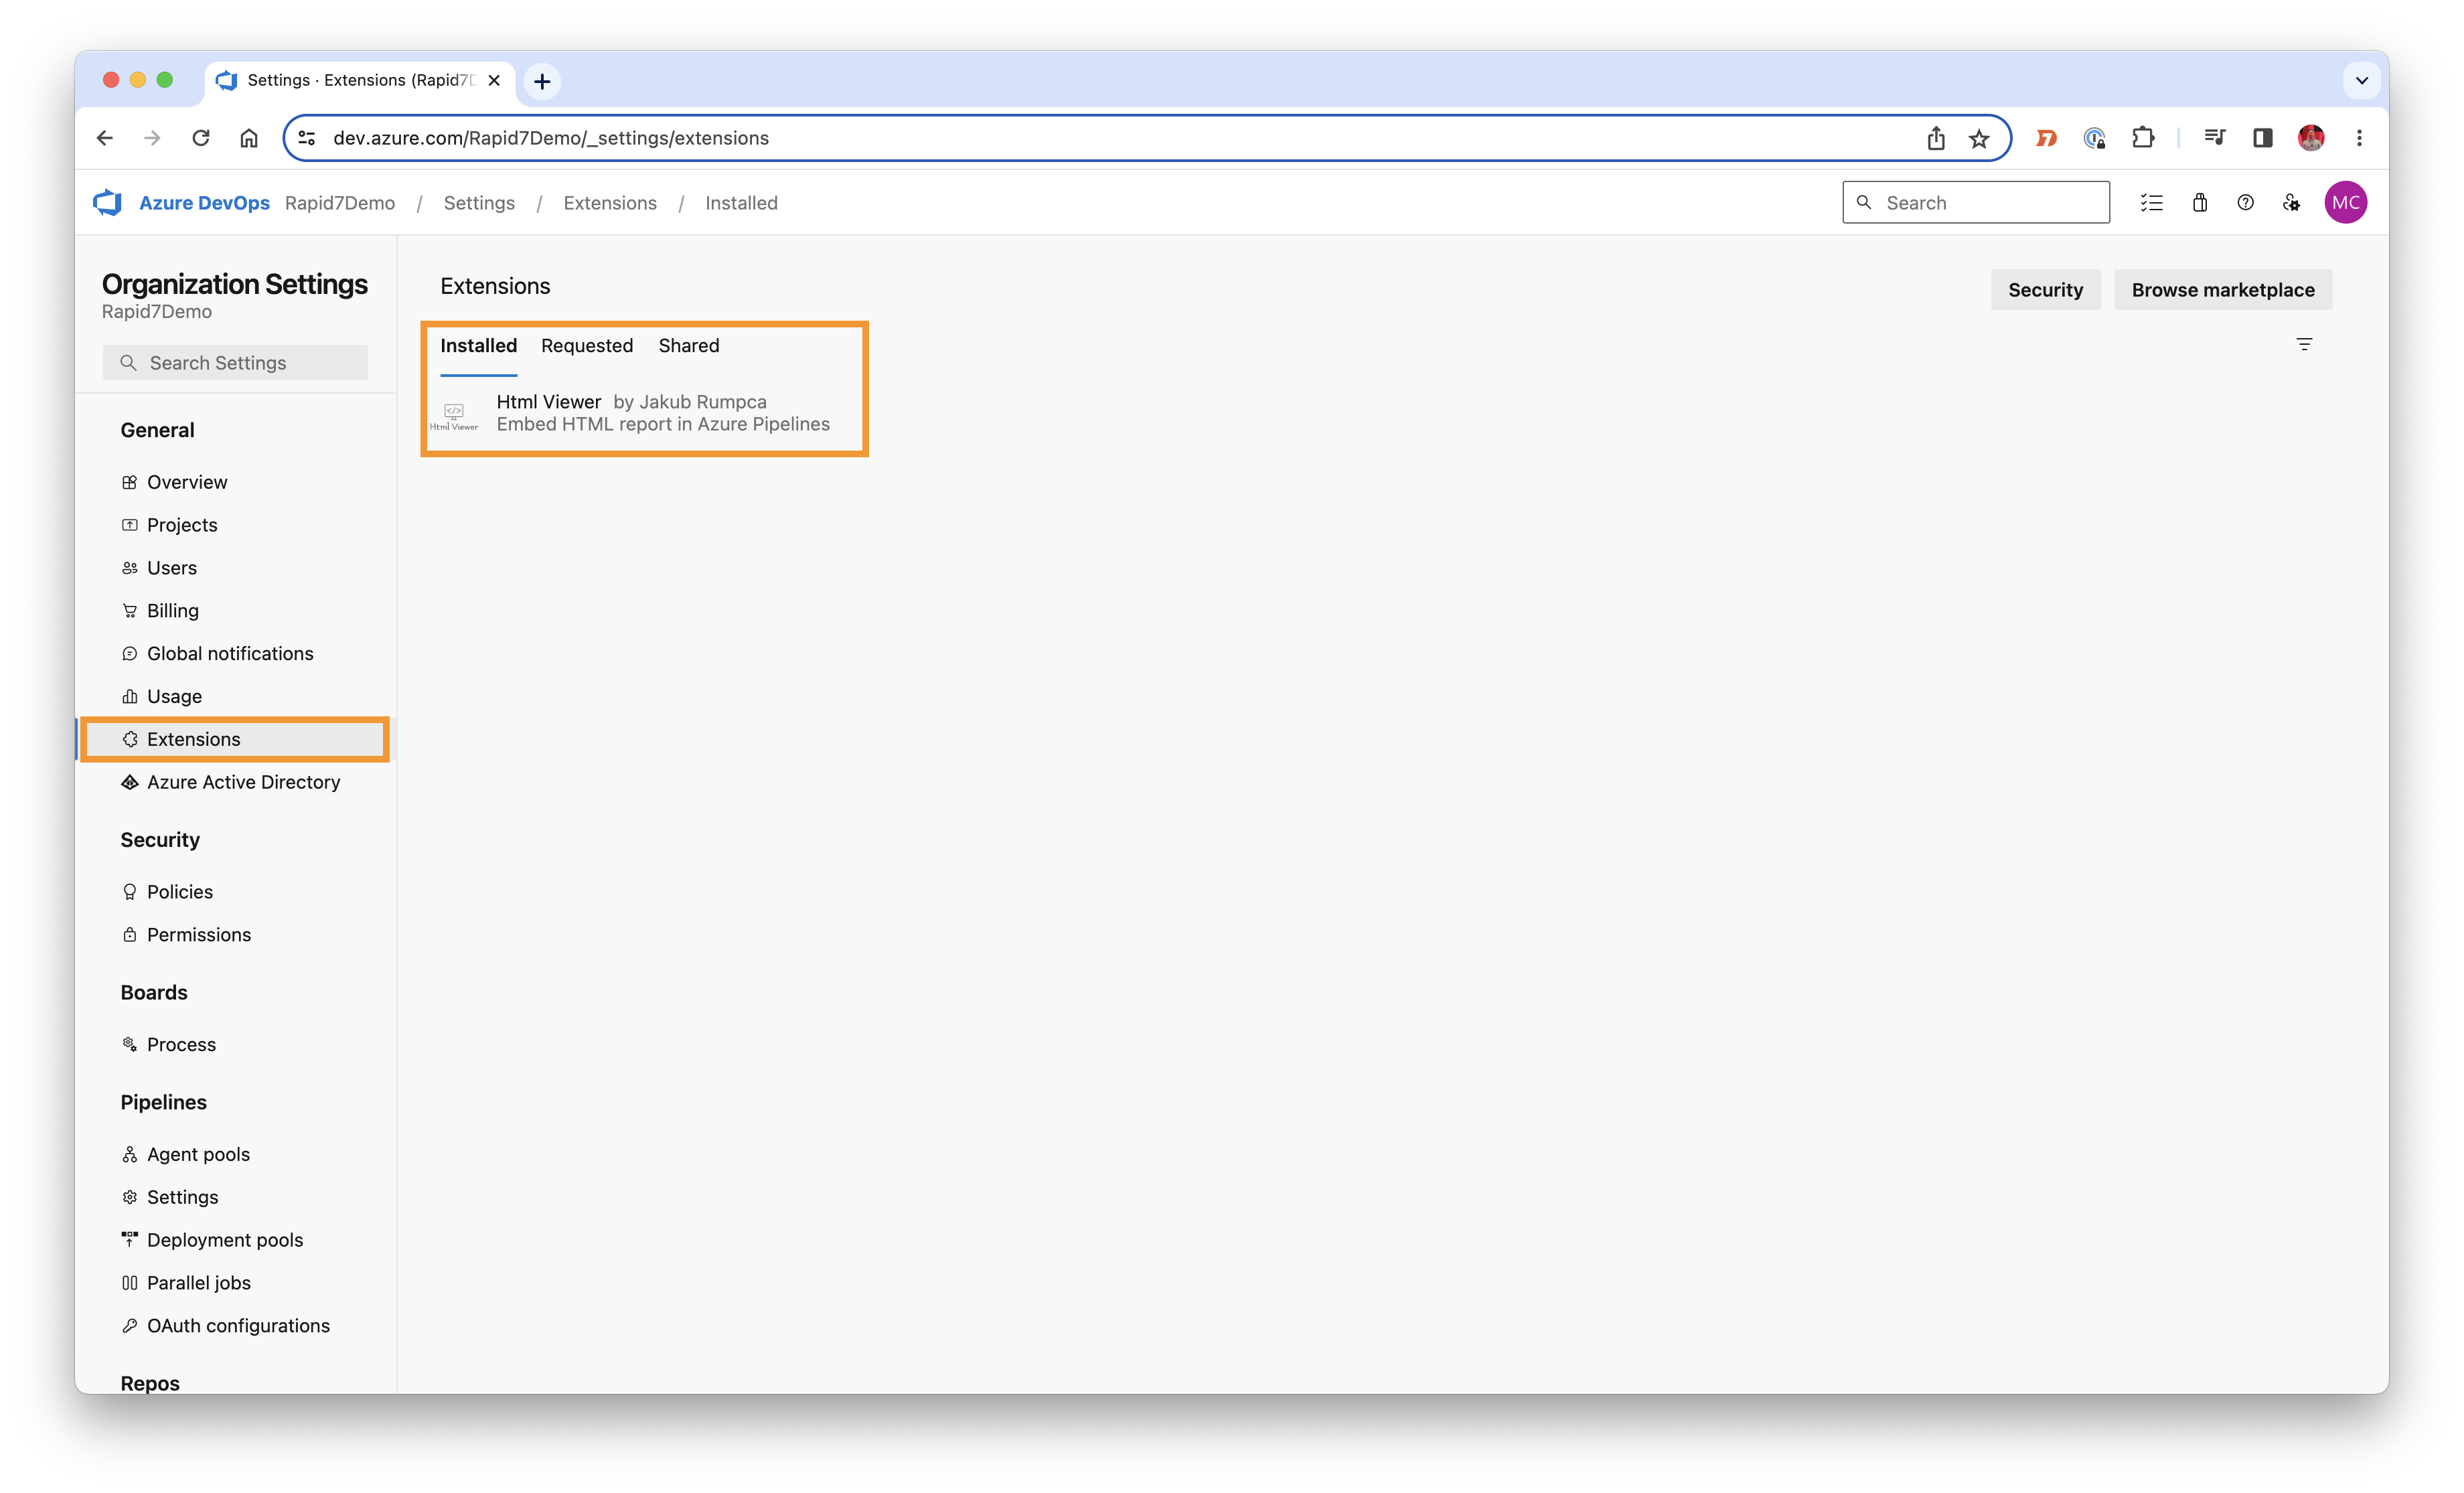 Settings · Extensions (Rapid7D
dev.azure.com/Rapid7Demo/_settings/extensions
Azure DevOps Rapid7Demo / Settings / Extensions / Installed
Search
MC
Organization Settings
Rapid7Demo
Search Settings
General
Overview
Projects
Users
Billing
Global notifications
Usage
Extensions
Azure Active Directory
Security
Policies
Permissions
Boards
Process
Pipelines
Agent pools
Settings
Deployment pools
Parallel jobs
OAuth configurations
Repos
Extensions
Security
Browse marketplace
Installed Requested Shared
Html Viewer by Jakub Rumpca
Embed HTML report in Azure Pipelines
</>
Html Viewer